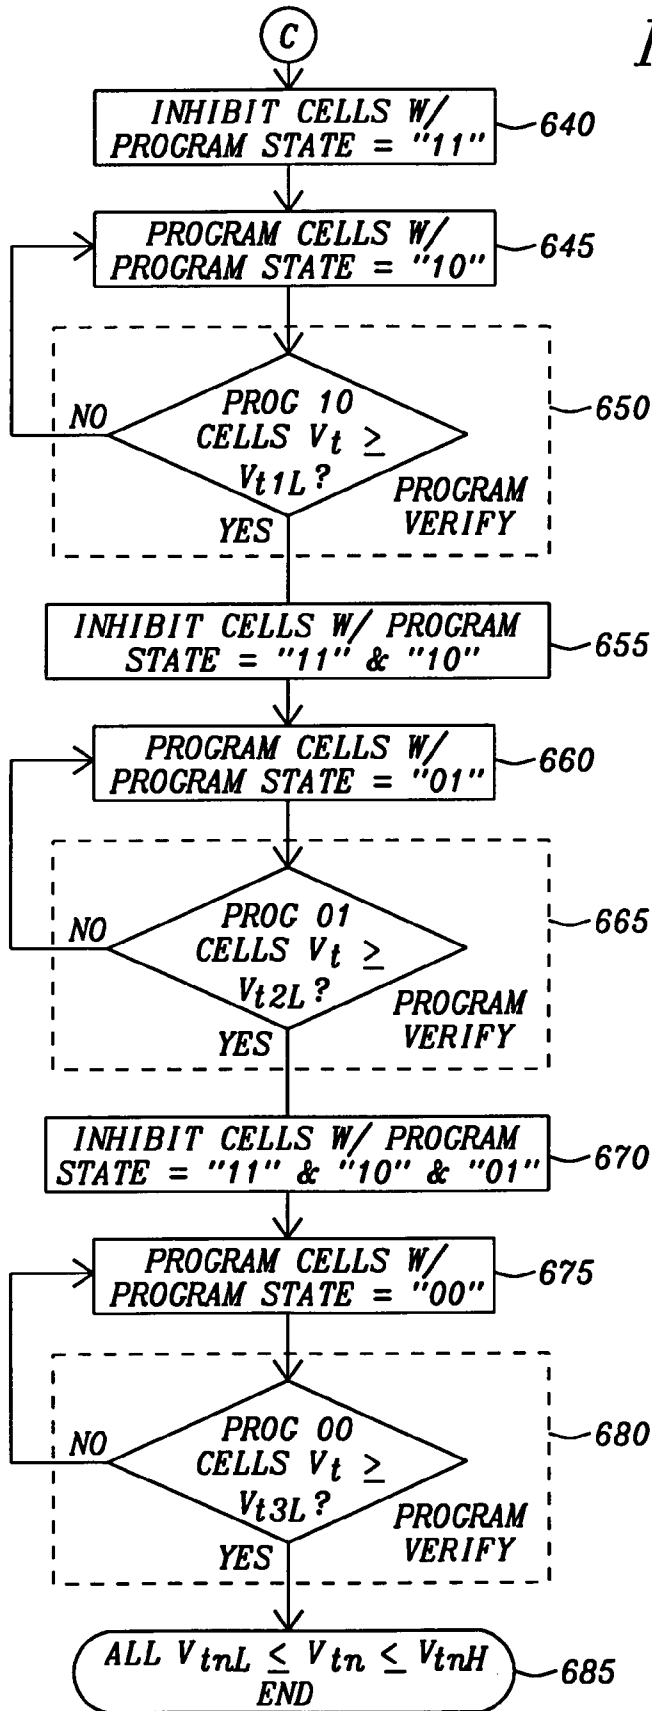 C
INHIBIT CELLS W/
PROGRAM STATE = "11"
640
PROGRAM CELLS W/
PROGRAM STATE = "10"
645
NO
PROG 10
CELLS Vt ≥
Vt1L?
YES
PROGRAM
VERIFY
650
INHIBIT CELLS W/ PROGRAM
STATE = "11" & "10"
655
PROGRAM CELLS W/
PROGRAM STATE = "01"
660
NO
PROG 01
CELLS Vt ≥
Vt2L?
YES
PROGRAM
VERIFY
665
INHIBIT CELLS W/ PROGRAM
STATE = "11" & "10" & "01"
670
PROGRAM CELLS W/
PROGRAM STATE = "00"
675
NO
PROG 00
CELLS Vt ≥
Vt3L?
YES
PROGRAM
VERIFY
680
ALL VtnL ≤ Vtn ≤ VtnH
END
685